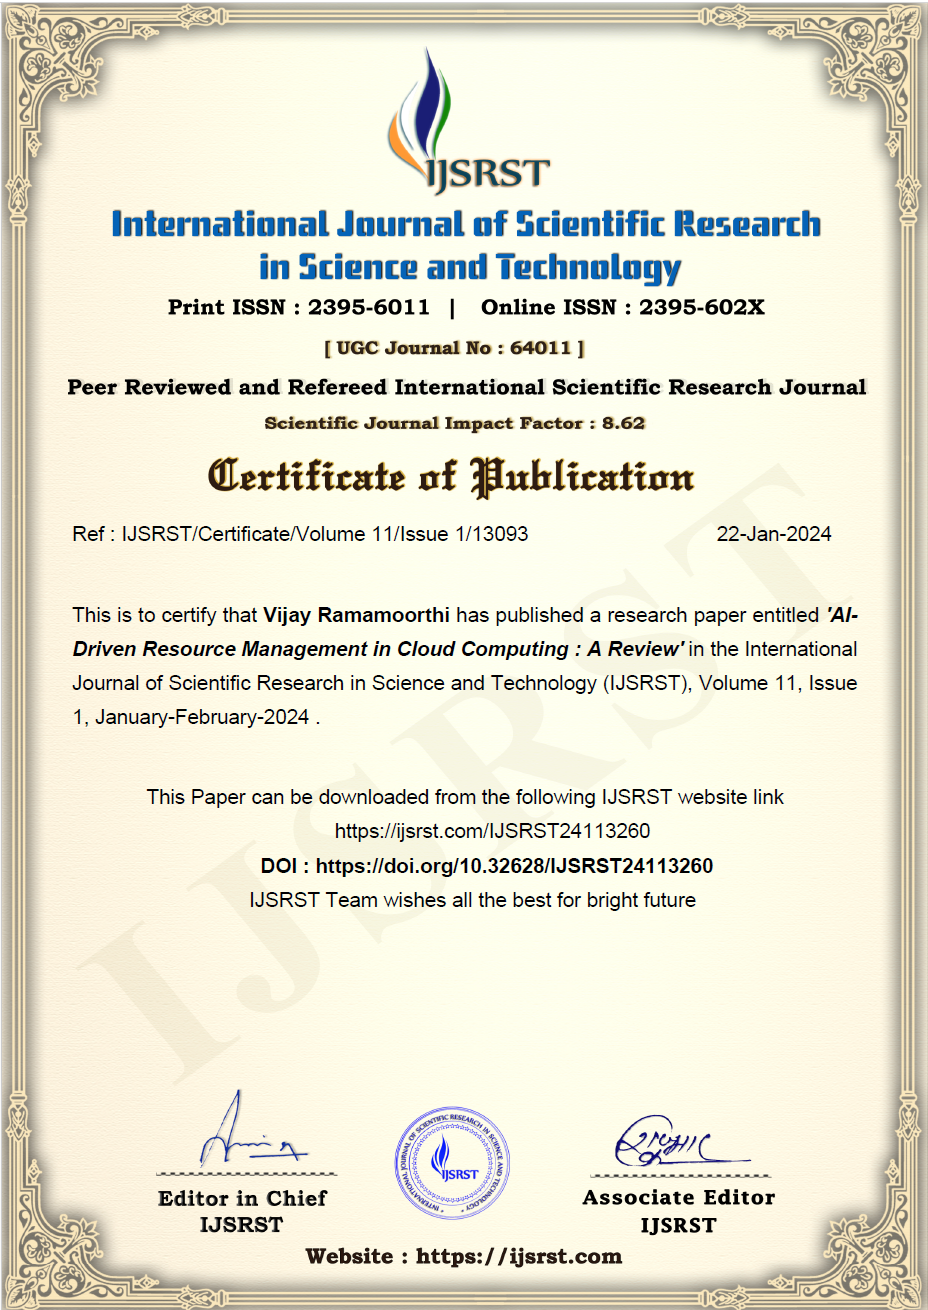 IJSRST
International Journal of Scientific Research
in Science and Technology
Print ISSN : 2395-6011 | Online ISSN : 2395-602X
[ UGC Journal No : 64011 ]
Peer Reviewed and Refereed International Scientific Research Journal
Scientific Journal Impact Factor : 8.62
Certificate of Publication
Ref : IJSRST/Certificate/Volume 11/Issue 1/13093 22-Jan-2024
This is to certify that Vijay Ramamoorthi has published a research paper entitled 'AI-
Driven Resource Management in Cloud Computing : A Review' in the International
Journal of Scientific Research in Science and Technology (IJSRST), Volume 11, Issue
1, January-February-2024 .
This Paper can be downloaded from the following IJSRST website link
https://ijsrst.com/IJSRST24113260
DOI : https://doi.org/10.32628/IJSRST24113260
IJSRST Team wishes all the best for bright future
IJSRST
INTERNATIONAL JOURNAL OF SCIENTIFIC RESEARCH IN SCIENCE AND TECHNOLOGY
IJSRST
Editor in Chief
IJSRST
Associate Editor
IJSRST
Website : https://ijsrst.com